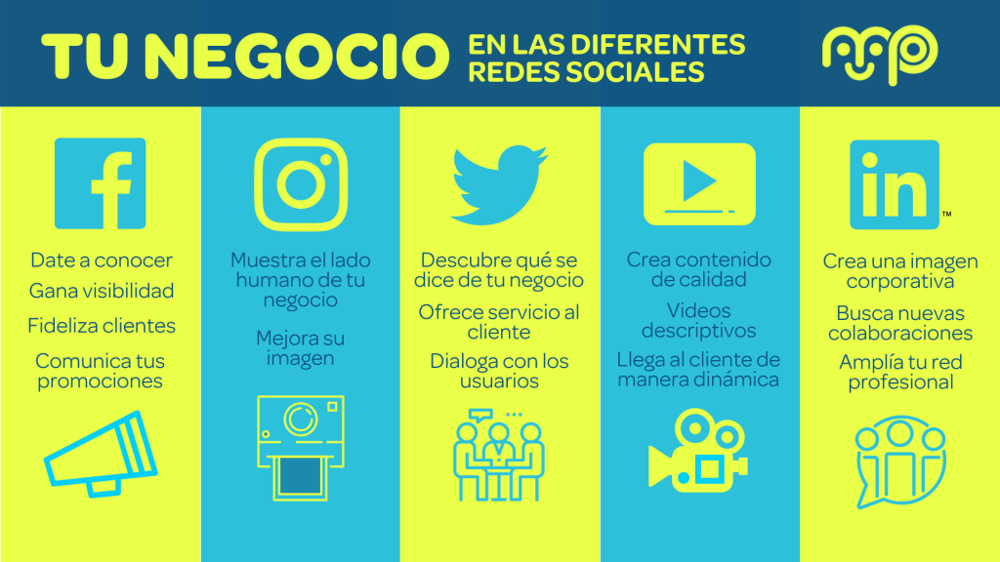 TU NEGOCIO
EN LAS DIFERENTES
REDES SOCIALES
Date a conocer
Gana visibilidad
Fideliza clientes
Comunica tus
promociones
Muestra el lado
humano de tu
negocio
Mejora su
imagen
Descubre qué se
dice de tu negocio
Ofrece servicio al
cliente
Dialoga con los
usuarios
Crea contenido
de calidad
Videos
descriptivos
Llega al cliente de
manera dinámica
in™
Crea una imagen
corporativa
Busca nuevas
colaboraciones
Amplía tu red
profesional